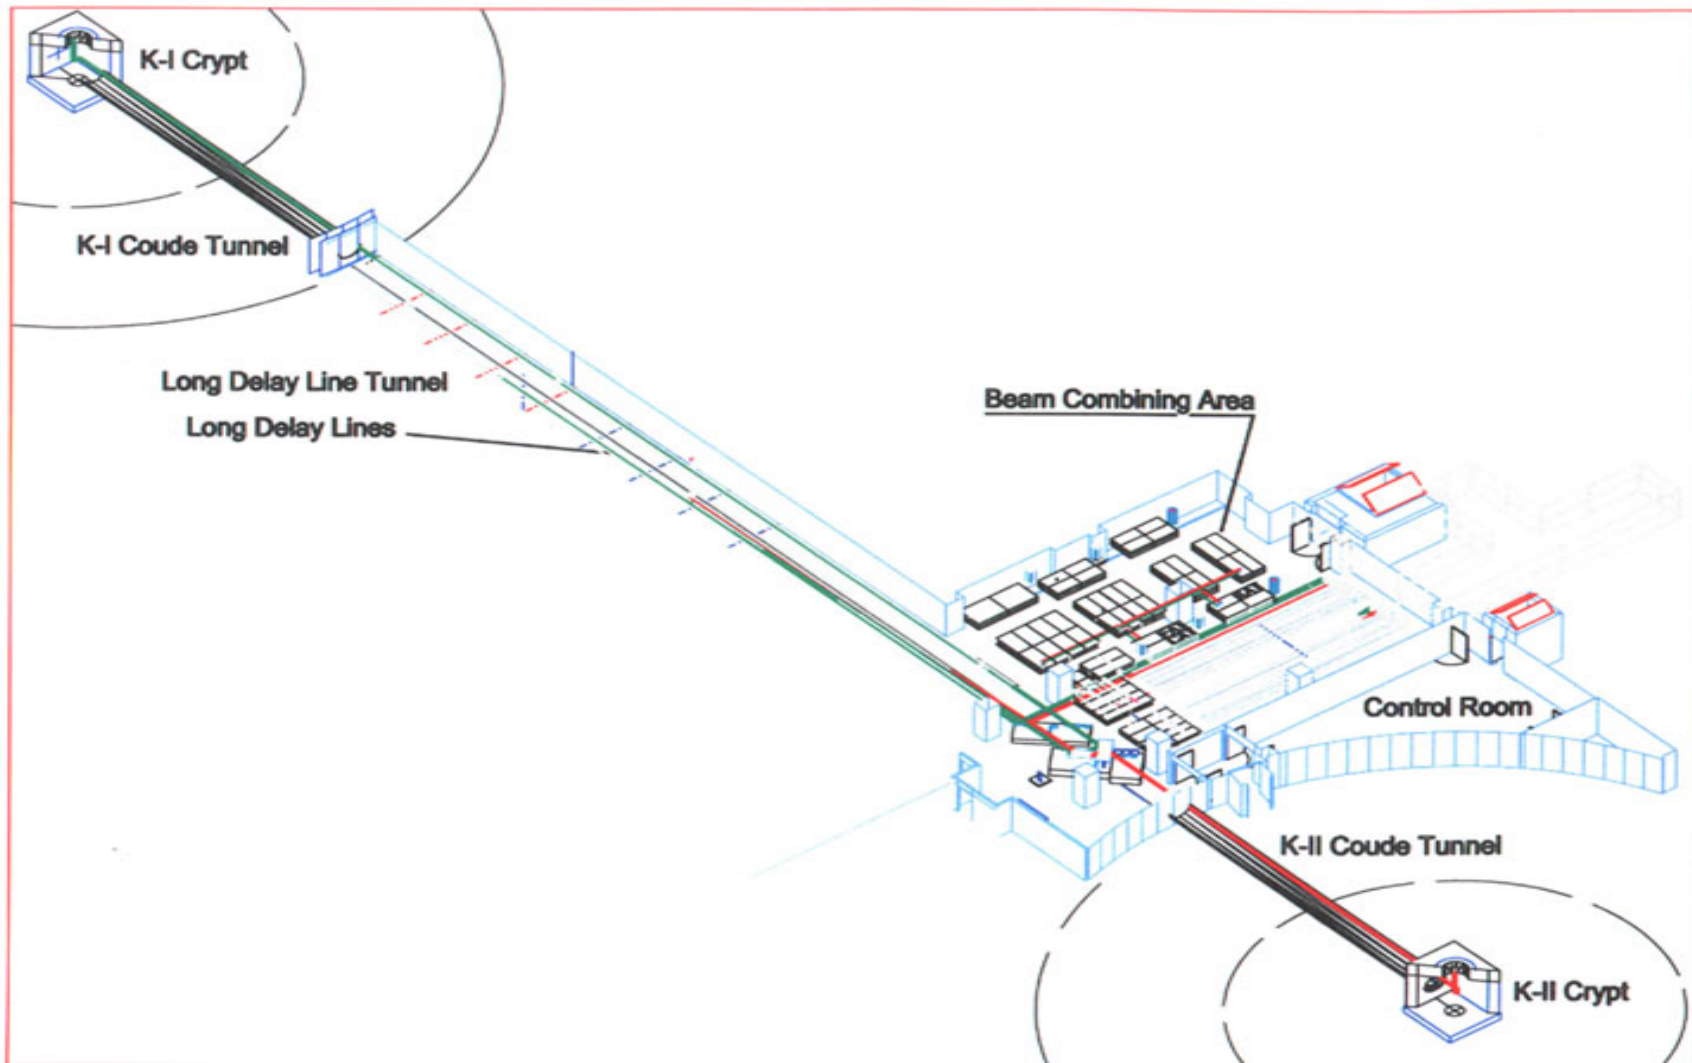 K-I Crypt
K-I Coude Tunnel
Long Delay Line Tunnel
Long Delay Lines
Beam Combining Area
Control Room
K-II Coude Tunnel
K-II Crypt